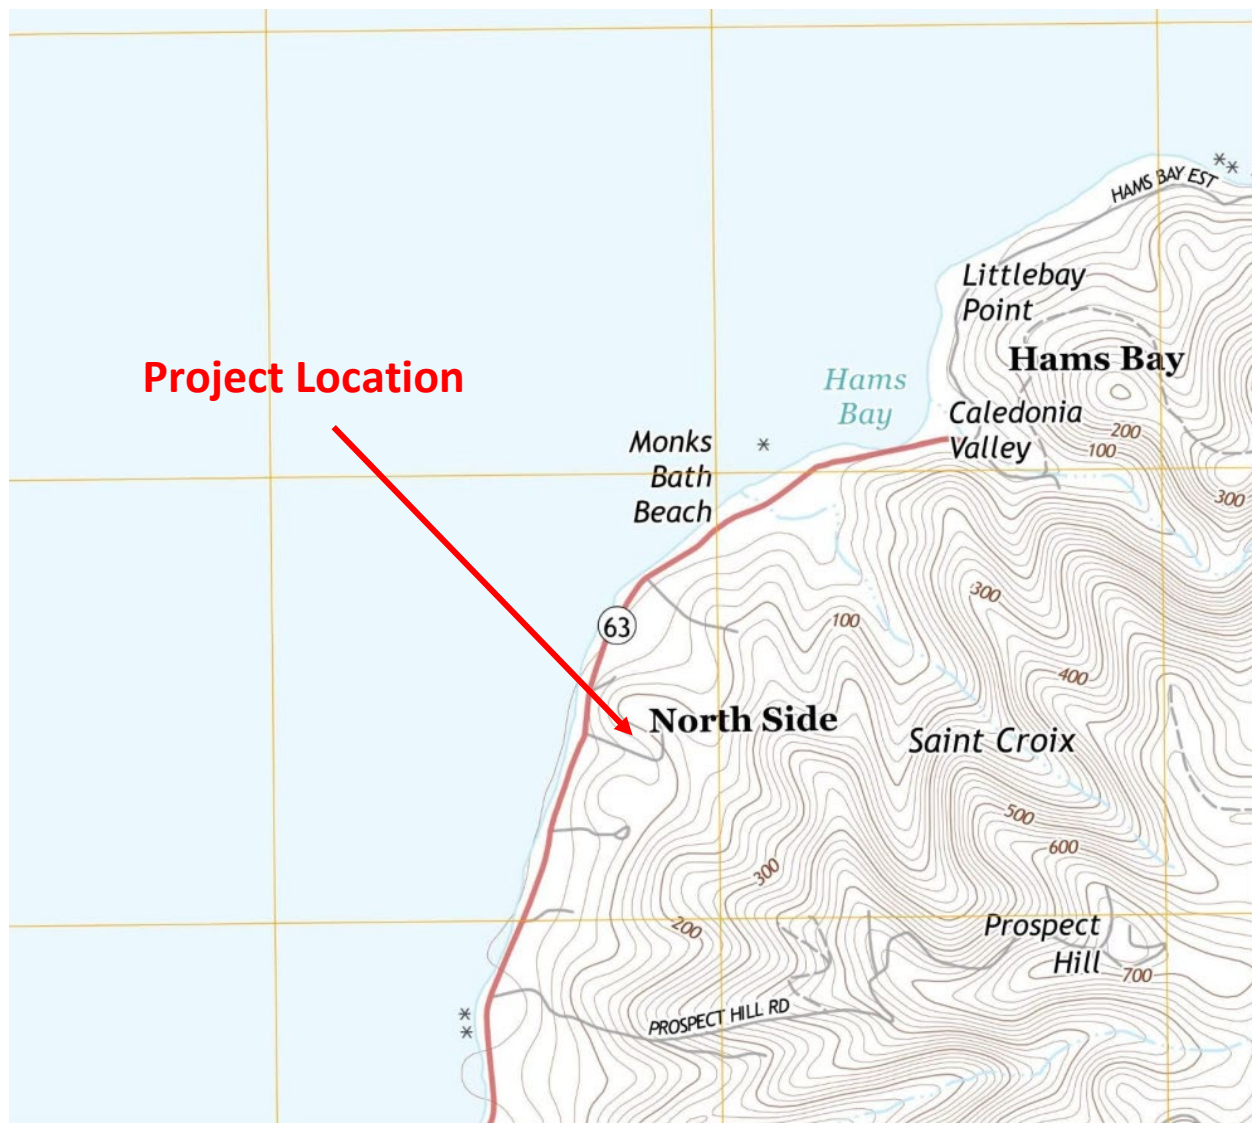 HAMS BAY EST
Littlebay
Point
Hams Bay
Project Location
Hams
Bay
Caledonia
Valley
200
100
Monks
Bath
Beach
300
300
63
100
400
North Side
Saint Croix
500
600
300
200
Prospect
Hill
700
PROSPECT HILL RD